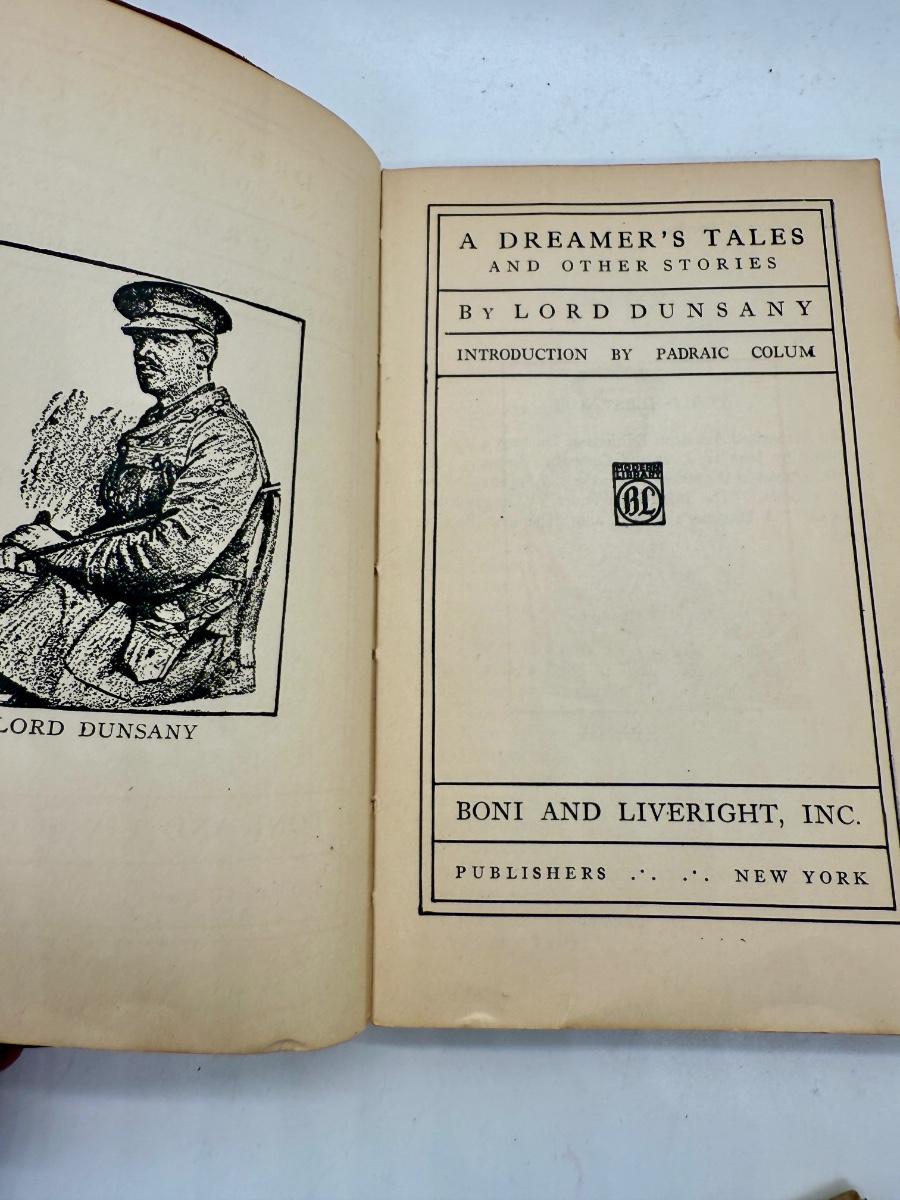 LORD DUNSANY
A DREAMER'S TALES
AND OTHER STORIES
BY LORD DUNSANY
INTRODUCTION BY PADRAIC COLUM
MODERN
LIBRARY
BL
BONI AND LIVERIGHT, INC.
PUBLISHERS .·. .·. NEW YORK